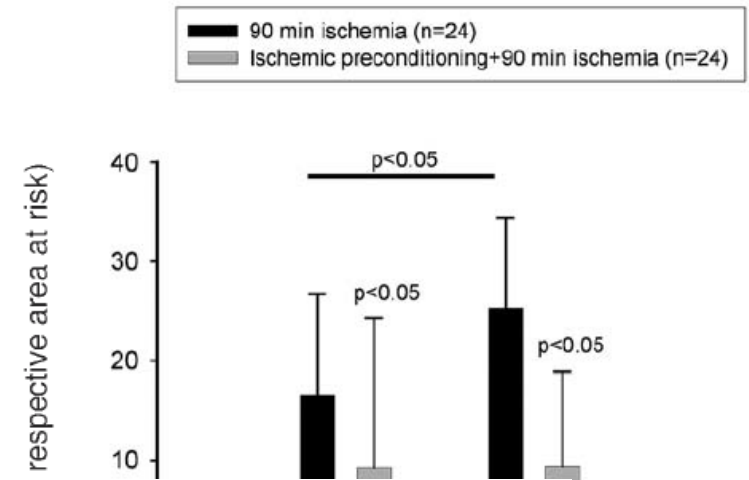 90 min ischemia (n=24)
Ischemic preconditioning+90 min ischemia (n=24)
respective area at risk)
40
30
20
10
p<0.05
p<0.05
p<0.05